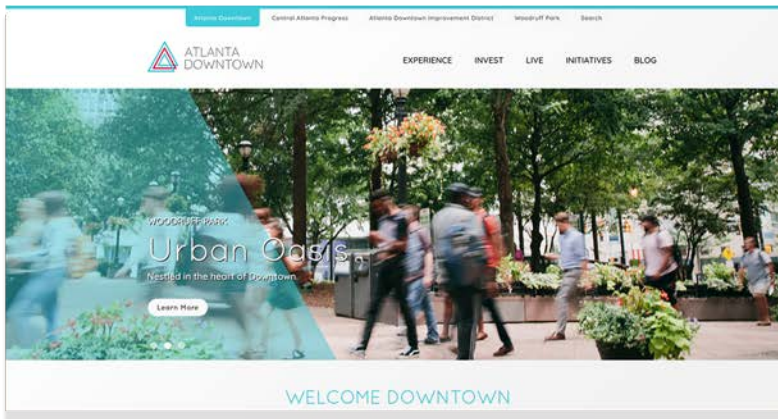 Atlanta Downtown Central Atlanta Progress Atlanta Downtown Improvement District Woodruff Park Search
ATLANTA
DOWNTOWN
EXPERIENCE INVEST LIVE INITIATIVES BLOG
WOODRUFF PARK
Urban Oasis
Nestled in the heart of Downtown.
Learn More
WELCOME DOWNTOWN